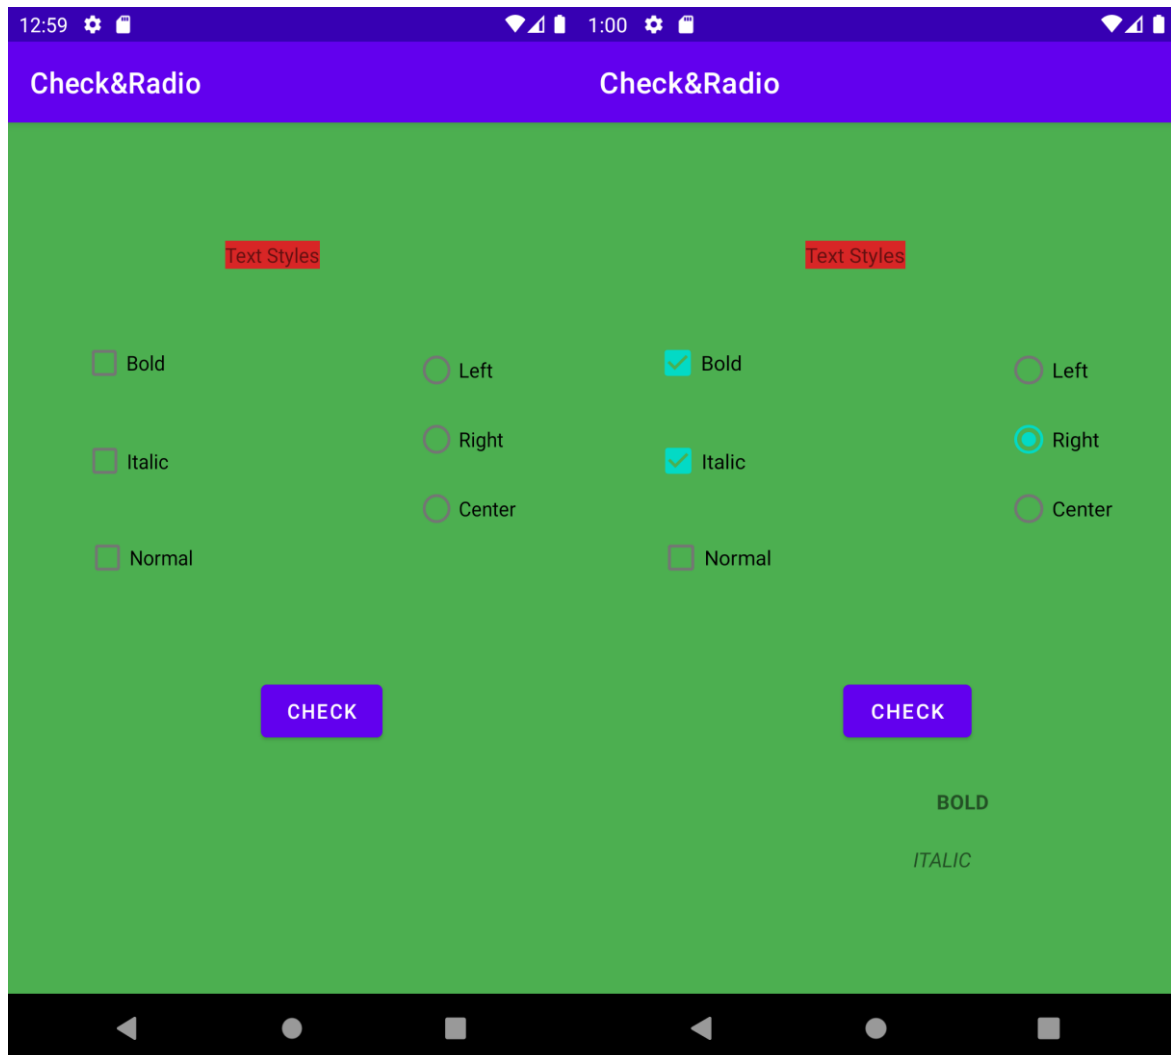 12:59
Check&Radio
Text Styles
Bold
Left
Right
Italic
Center
Normal
CHECK
1:00
Check&Radio
Text Styles
Bold
Left
Right
Italic
Center
Normal
CHECK
BOLD
ITALIC